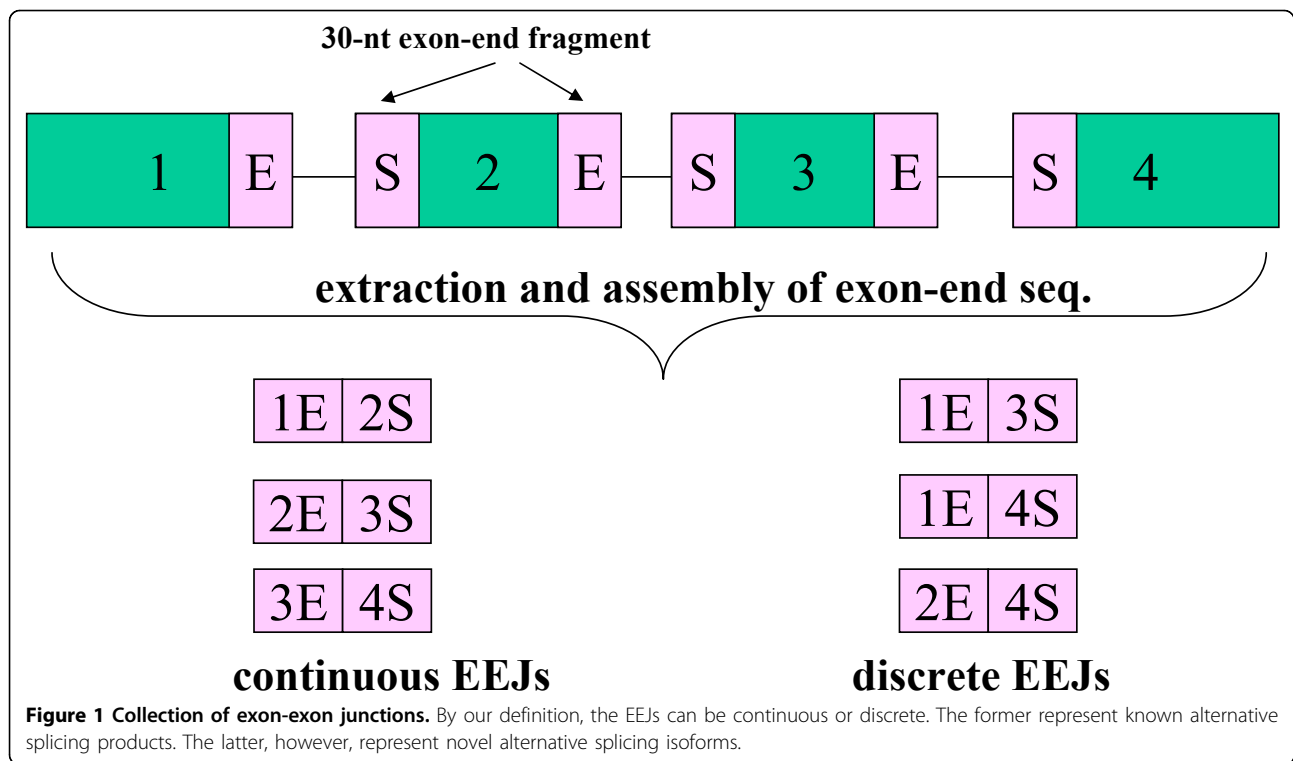 30-nt exon-end fragment
1 E S 2 E S 3 E S 4
extraction and assembly of exon-end seq.
1E 2S 1E 3S
2E 3S 1E 4S
3E 4S 2E 4S
continuous EEJs discrete EEJs
Figure 1 Collection of exon-exon junctions. By our definition, the EEJs can be continuous or discrete. The former represent known alternative
splicing products. The latter, however, represent novel alternative splicing isoforms.